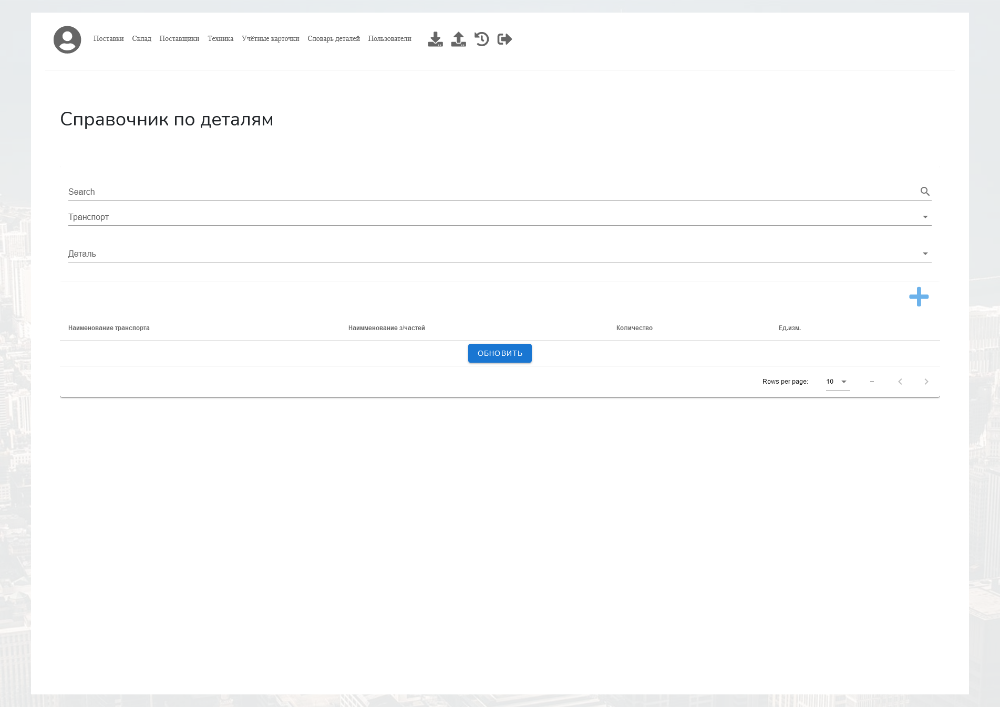 Поставки Склад Поставщики Техника Учётные карточки Словарь деталей Пользователи
Справочник по деталям
Search
Транспорт
Деталь
Наименование транспорта Наимменование з/частей Количество Ед.изм.
ОБНОВИТЬ
Rows per page: 10 –